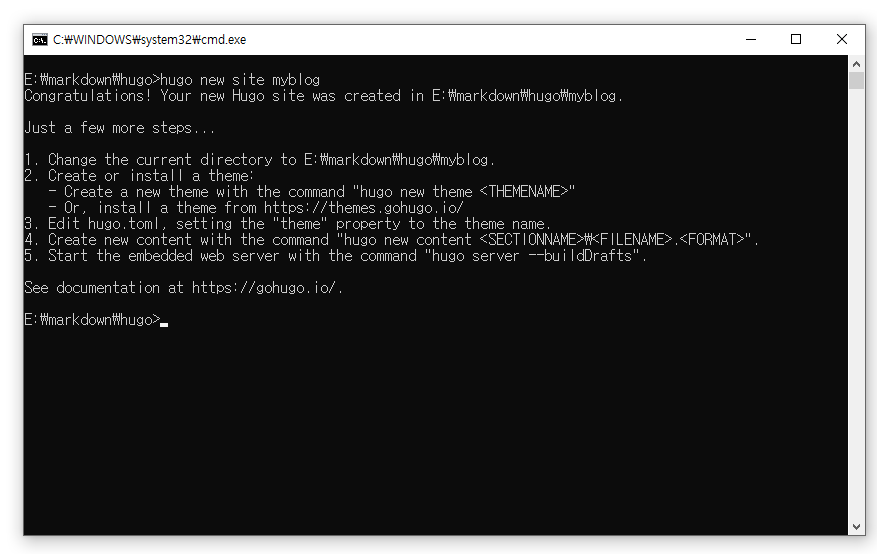 C:₩WINDOWS₩system32₩cmd.exe
E:₩markdown₩hugo>hugo new site myblog
Congratulations! Your new Hugo site was created in E:₩markdown₩hugo₩myblog.
Just a few more steps...
1. Change the current directory to E:₩markdown₩hugo₩myblog.
2. Create or install a theme:
- Create a new theme with the command "hugo new theme <THEMENAME>"
- Or, install a theme from https://themes.gohugo.io/
3. Edit hugo.toml, setting the "theme" property to the theme name.
4. Create new content with the command "hugo new content <SECTIONNAME>₩<FILENAME>.<FORMAT>".
5. Start the embedded web server with the command "hugo server --buildDrafts".
See documentation at https://gohugo.io/.
E:₩markdown₩hugo>